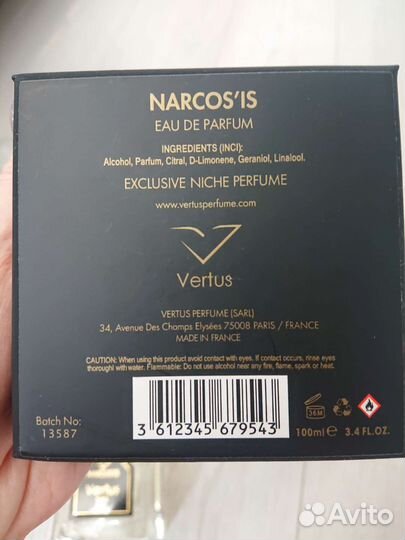 NARCOS'IS
EAU DE PARFUM
INGREDIENTS (INCI):
Alcohol, Parfum, Citral, D-Limonene, Geraniol, Linalool.
EXCLUSIVE NICHE PERFUME
www.vertusperfume.com
Vertus
VERTUS PERFUME (SARL)
34, Avenue Des Champs Elysées 75008 PARIS / FRANCE
MADE IN FRANCE
CAUTION: When using this product avoid contact with eyes. If contact occurs, rinse eyes
thoroughly with water. Flammable: Do not use alcohol near any fire, flame, spark or heat.
Batch No:
13587
3 612345 679543
36M
100ml e 3.4 FL.OZ.
Vertus
Avito